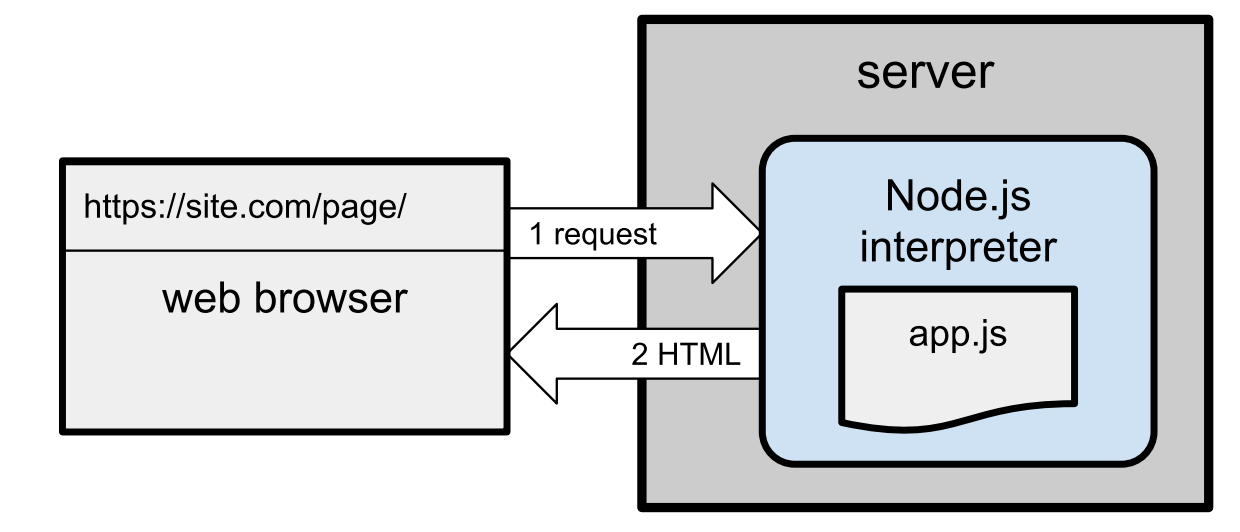 server
https://site.com/page/
web browser
1 request
2 HTML
Node.js
interpreter
app.js